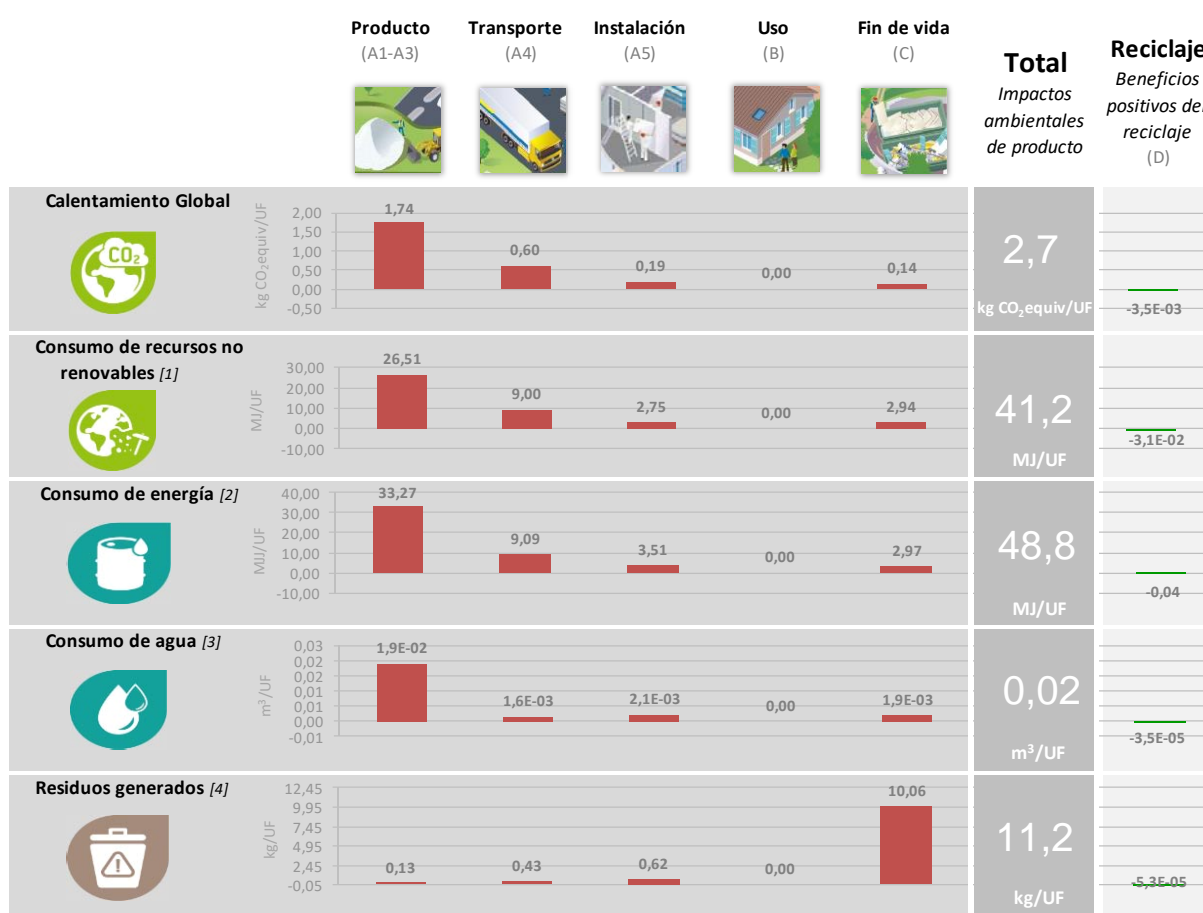 Producto
(A1-A3)
Transporte
(A4)
Instalación
(A5)
Uso
(B)
Fin de vida
(C)
Total
Impactos
ambientales
de producto
Reciclaje
Beneficios
positivos del
reciclaje
(D)
Calentamiento Global
CO₂
kg CO₂equiv/UF
2,00
1,50
1,00
0,50
0,00
-0,50
1,74
0,60
0,19
0,00
0,14
2,7
kg CO₂equiv/UF
-3,5E-03
Consumo de recursos no
renovables [1]
MJ/UF
30,00
20,00
10,00
0,00
-10,00
26,51
9,00
2,75
0,00
2,94
41,2
MJ/UF
-3,1E-02
Consumo de energía [2]
MJJ/UF
40,00
30,00
20,00
10,00
0,00
-10,00
33,27
9,09
3,51
0,00
2,97
48,8
MJ/UF
-0,04
Consumo de agua [3]
m³/UF
0,03
0,02
0,02
0,01
0,01
0,00
-0,01
1,9E-02
1,6E-03
2,1E-03
0,00
1,9E-03
0,02
m³/UF
-3,5E-05
Residuos generados [4]
kg/UF
12,45
9,95
7,45
4,95
2,45
-0,05
0,13
0,43
0,62
0,00
10,06
11,2
kg/UF
-5,3E-05